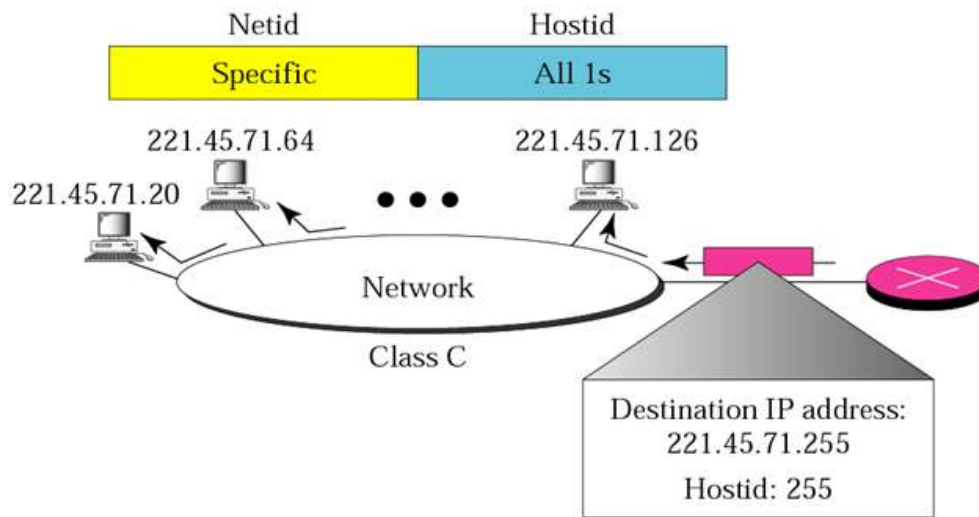 Netid
Hostid
Specific
All 1s
221.45.71.64
221.45.71.126
221.45.71.20
Network
Class C
Destination IP address:
221.45.71.255
Hostid: 255